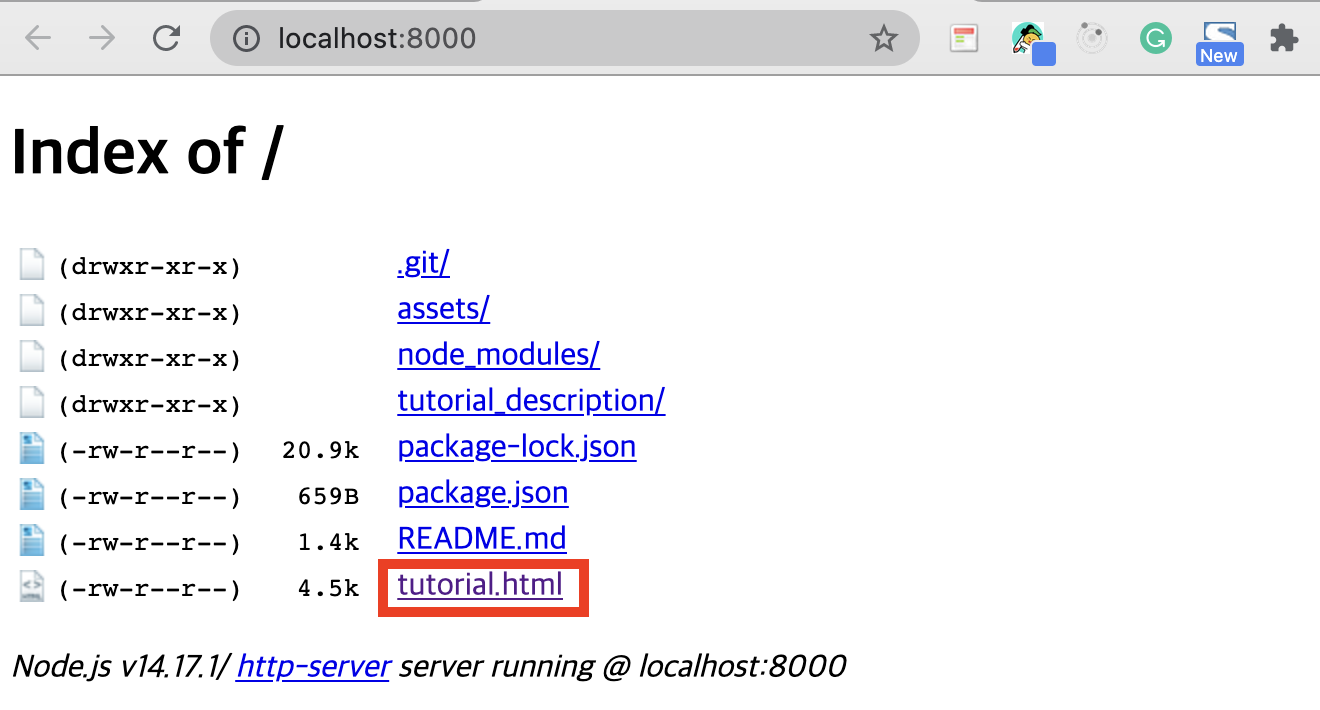 localhost:8000
New
Index of /
(drwxr-xr-x) .git/
(drwxr-xr-x) assets/
(drwxr-xr-x) node_modules/
(drwxr-xr-x) tutorial_description/
(-rw-r--r--) 20.9k package-lock.json
(-rw-r--r--) 659B package.json
(-rw-r--r--) 1.4k README.md
(-rw-r--r--) 4.5k tutorial.html
Node.js v14.17.1/ http-server server running @ localhost:8000